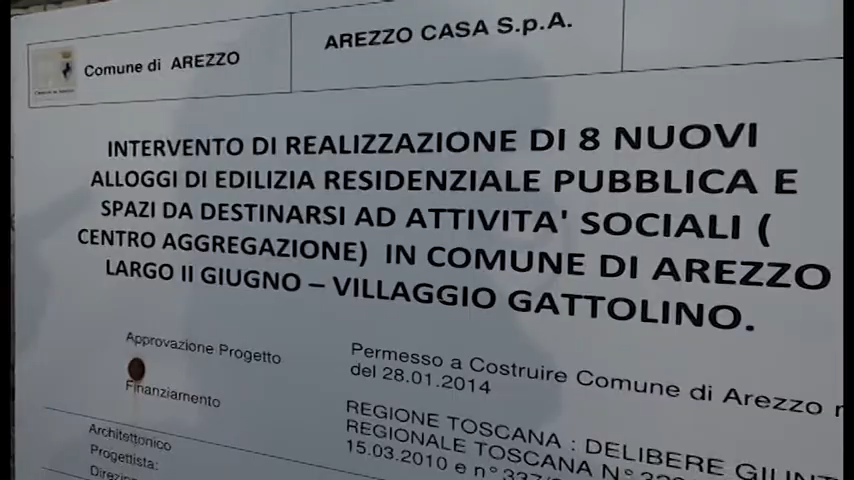 Comune di AREZZO
AREZZO CASA S.p.A.
INTERVENTO DI REALIZZAZIONE DI 8 NUOVI
ALLOGGI DI EDILIZIA RESIDENZIALE PUBBLICA E
SPAZI DA DESTINARSI AD ATTIVITA' SOCIALI (
CENTRO AGGREGAZIONE) IN COMUNE DI AREZZO
LARGO II GIUGNO – VILLAGGIO GATTOLINO.
Approvazione Progetto
Permesso a Costruire Comune di Arezzo
del 28.01.2014
Finanziamento
REGIONE TOSCANA : DELIBERE GIUNT
REGIONALE TOSCANA N°
15.03.2010 e n°
Architettonico
Progettista: